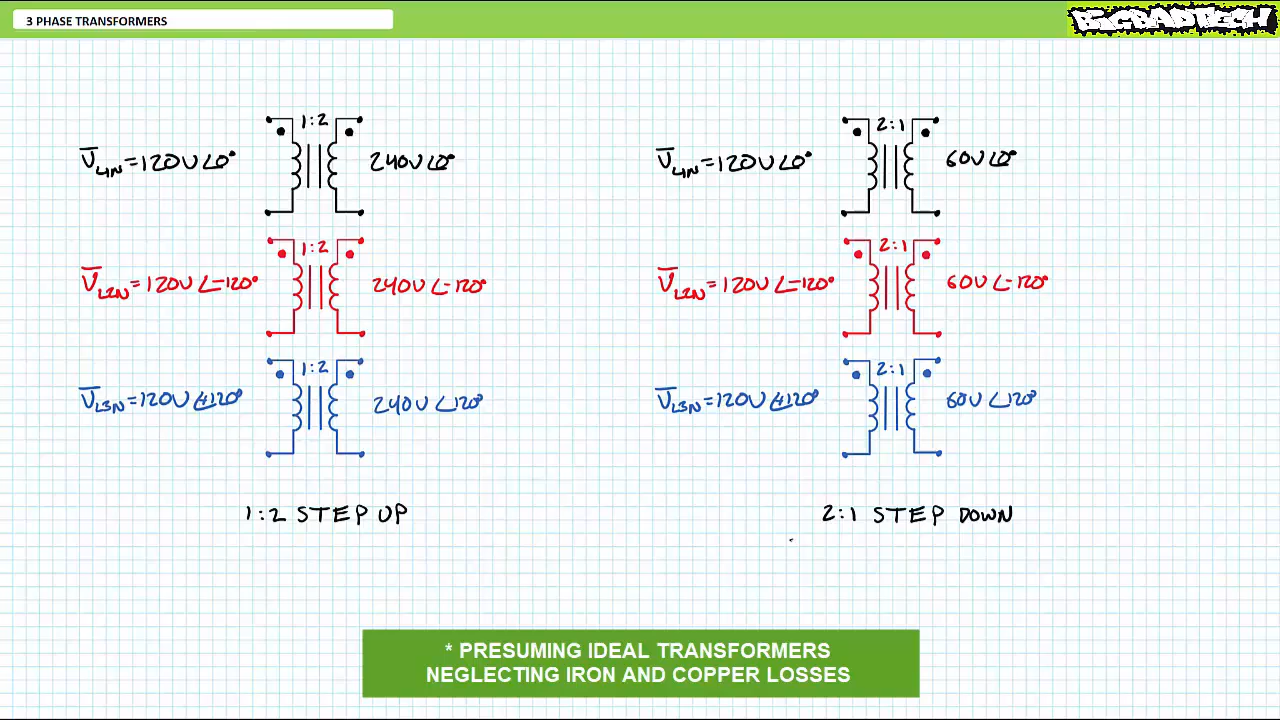 3 PHASE TRANSFORMERS
BIGBADTECH
1:2
V̅L1N = 120V∠0°
240V∠0°
1:2
V̅L2N = 120V∠-120°
240V∠-120°
1:2
V̅L3N = 120V∠+120°
240V∠120°
1:2 STEP UP
2:1
V̅L1N = 120V∠0°
60V∠0°
2:1
V̅L2N = 120V∠-120°
60V∠-120°
2:1
V̅L3N = 120V∠+120°
60V∠120°
2:1 STEP DOWN
* PRESUMING IDEAL TRANSFORMERS
NEGLECTING IRON AND COPPER LOSSES